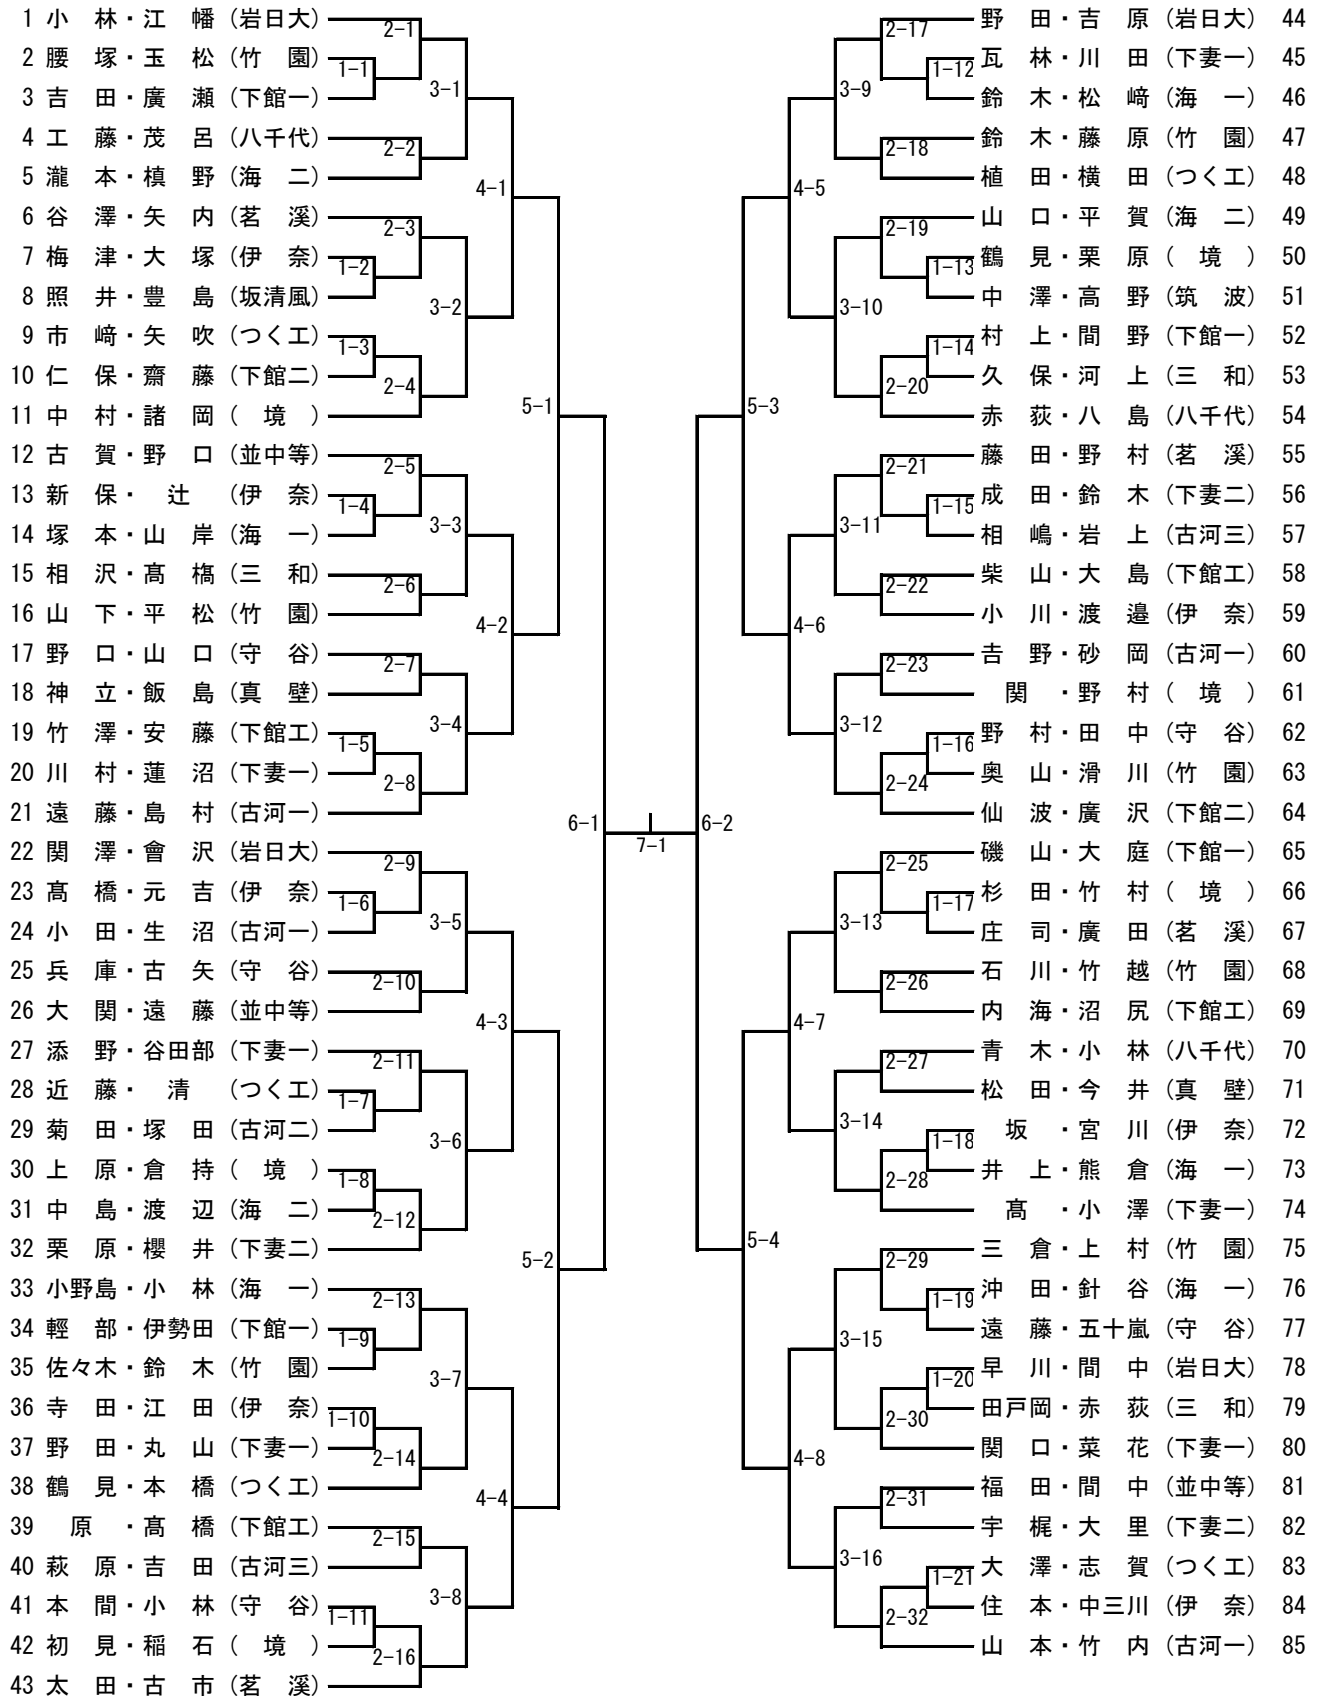 1 小　林・江　幡（岩日大）
2 腰　塚・玉　松（竹　園）
3 吉　田・廣　瀬（下館一）
4 工　藤・茂　呂（八千代）
5 瀧　本・槙　野（海　二）
6 谷　澤・矢　内（茗　溪）
7 梅　津・大　塚（伊　奈）
8 照　井・豊　島（坂清風）
9 市　﨑・矢　吹（つく工）
10 仁　保・齋　藤（下館二）
11 中　村・諸　岡（　境　）
12 古　賀・野　口（並中等）
13 新　保・　辻　（伊　奈）
14 塚　本・山　岸（海　一）
15 相　沢・髙　槗（三　和）
16 山　下・平　松（竹　園）
17 野　口・山　口（守　谷）
18 神　立・飯　島（真　壁）
19 竹　澤・安　藤（下館工）
20 川　村・蓮　沼（下妻一）
21 遠　藤・島　村（古河一）
22 関　澤・會　沢（岩日大）
23 髙　橋・元　吉（伊　奈）
24 小　田・生　沼（古河一）
25 兵　庫・古　矢（守　谷）
26 大　関・遠　藤（並中等）
27 添　野・谷田部（下妻一）
28 近　藤・　清　（つく工）
29 菊　田・塚　田（古河二）
30 上　原・倉　持（　境　）
31 中　島・渡　辺（海　二）
32 栗　原・櫻　井（下妻二）
33 小野島・小　林（海　一）
34 輕　部・伊勢田（下館一）
35 佐々木・鈴　木（竹　園）
36 寺　田・江　田（伊　奈）
37 野　田・丸　山（下妻一）
38 鶴　見・本　橋（つく工）
39 　原　・髙　橋（下館工）
40 萩　原・吉　田（古河三）
41 本　間・小　林（守　谷）
42 初　見・稲　石（　境　）
43 太　田・古　市（茗　溪）
1-1
1-2
1-3
1-4
1-5
1-6
1-7
1-8
1-9
1-10
1-11
2-1
2-2
2-3
2-4
2-5
2-6
2-7
2-8
2-9
2-10
2-11
2-12
2-13
2-14
2-15
2-16
3-1
3-2
3-3
3-4
3-5
3-6
3-7
3-8
4-1
4-2
4-3
4-4
5-1
5-2
6-1
7-1
6-2
5-3
5-4
4-5
4-6
4-7
4-8
3-9
3-10
3-11
3-12
3-13
3-14
3-15
3-16
2-17
2-18
2-19
2-20
2-21
2-22
2-23
2-24
2-25
2-26
2-27
2-28
2-29
2-30
2-31
2-32
1-12
1-13
1-14
1-15
1-16
1-17
1-18
1-19
1-20
1-21
野　田・吉　原（岩日大） 44
瓦　林・川　田（下妻一） 45
鈴　木・松　﨑（海　一） 46
鈴　木・藤　原（竹　園） 47
植　田・横　田（つく工） 48
山　口・平　賀（海　二） 49
鶴　見・栗　原（　境　） 50
中　澤・高　野（筑　波） 51
村　上・間　野（下館一） 52
久　保・河　上（三　和） 53
赤　荻・八　島（八千代） 54
藤　田・野　村（茗　溪） 55
成　田・鈴　木（下妻二） 56
相　嶋・岩　上（古河三） 57
柴　山・大　島（下館工） 58
小　川・渡　邉（伊　奈） 59
𠮷　野・砂　岡（古河一） 60
　関　・野　村（　境　） 61
野　村・田　中（守　谷） 62
奥　山・滑　川（竹　園） 63
仙　波・廣　沢（下館二） 64
磯　山・大　庭（下館一） 65
杉　田・竹　村（　境　） 66
庄　司・廣　田（茗　溪） 67
石　川・竹　越（竹　園） 68
内　海・沼　尻（下館工） 69
青　木・小　林（八千代） 70
松　田・今　井（真　壁） 71
　坂　・宮　川（伊　奈） 72
井　上・熊　倉（海　一） 73
　髙　・小　澤（下妻一） 74
三　倉・上　村（竹　園） 75
沖　田・針　谷（海　一） 76
遠　藤・五十嵐（守　谷） 77
早　川・間　中（岩日大） 78
田戸岡・赤　荻（三　和） 79
関　口・菜　花（下妻一） 80
福　田・間　中（並中等） 81
宇　梶・大　里（下妻二） 82
大　澤・志　賀（つく工） 83
住　本・中三川（伊　奈） 84
山　本・竹　内（古河一） 85